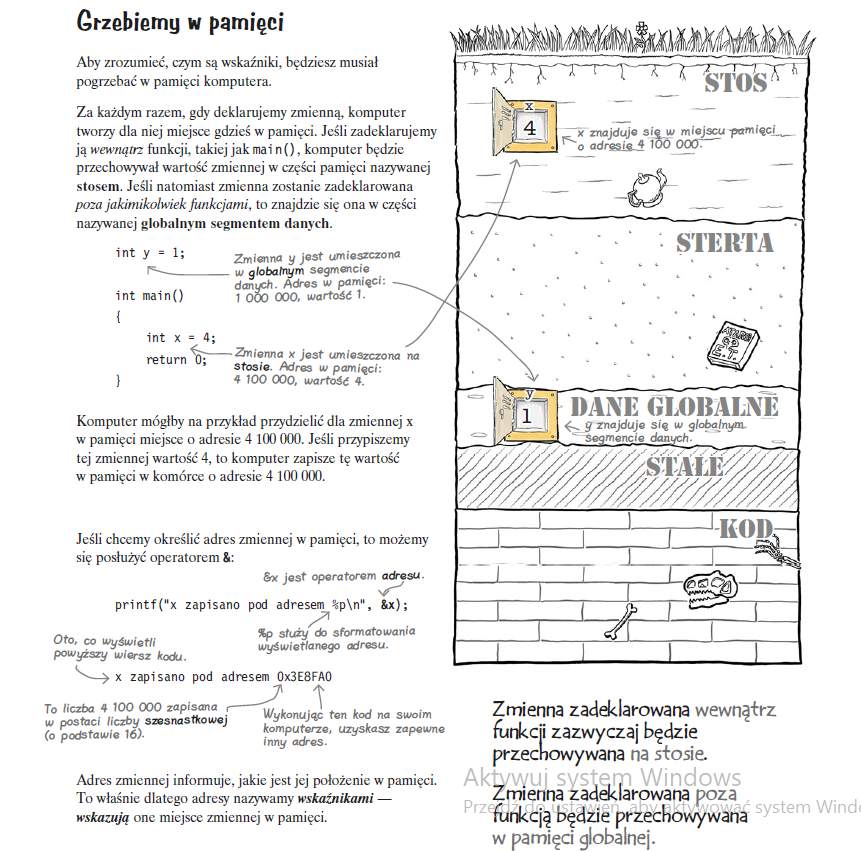 Grzebiemy w pamięci
Aby zrozumieć, czym są wskaźniki, będziesz musiał
pogrzebać w pamięci komputera.
Za każdym razem, gdy deklarujemy zmienną, komputer
tworzy dla niej miejsce gdzieś w pamięci. Jeśli zadeklarujemy
ją wewnątrz funkcji, takiej jak main(), komputer będzie
przechowywał wartość zmiennej w części pamięci nazywanej
stosem. Jeśli natomiast zmienna zostanie zadeklarowana
poza jakimikolwiek funkcjami, to znajdzie się ona w części
nazywanej globalnym segmentem danych.
int y = 1;
Zmienna y jest umieszczona
w globalnym segmencie
danych. Adres w pamięci:
1 000 000, wartość 1.
int main()
{
int x = 4;
return 0;
}
Zmienna x jest umieszczona na
stosie. Adres w pamięci:
4 100 000, wartość 4.
Komputer mógłby na przykład przydzielić dla zmiennej x
w pamięci miejsce o adresie 4 100 000. Jeśli przypiszemy
tej zmiennej wartość 4, to komputer zapisze tę wartość
w pamięci w komórce o adresie 4 100 000.
Jeśli chcemy określić adres zmiennej w pamięci, to możemy
się posłużyć operatorem &:
&x jest operatorem adresu.
printf("x zapisano pod adresem %p\n", &x);
%p służy do sformatowania
wyświetlanego adresu.
Oto, co wyświetli
powyższy wiersz kodu.
x zapisano pod adresem 0x3E8FA0
To liczba 4 100 000 zapisana
w postaci liczby szesnastkowej
(o podstawie 16).
Wykonując ten kod na swoim
komputerze, uzyskasz zapewne
inny adres.
Adres zmiennej informuje, jakie jest jej położenie w pamięci.
To właśnie dlatego adresy nazywamy wskaźnikami —
wskazują one miejsce zmiennej w pamięci.
STOS
x
4
x znajduje się w miejscu pamięci
o adresie 4 100 000.
STERTA
ATARI
E.T.
DANE GLOBALNE
y
1
y znajduje się w globalnym
segmencie danych.
STAŁE
KOD
Zmienna zadeklarowana wewnątrz
funkcji zazwyczaj będzie
przechowywana na stosie.
Zmienna zadeklarowana poza
funkcją będzie przechowywana
w pamięci globalnej.
Aktywuj system Windows
Przejdź do ustawień, aby aktywować system Windo